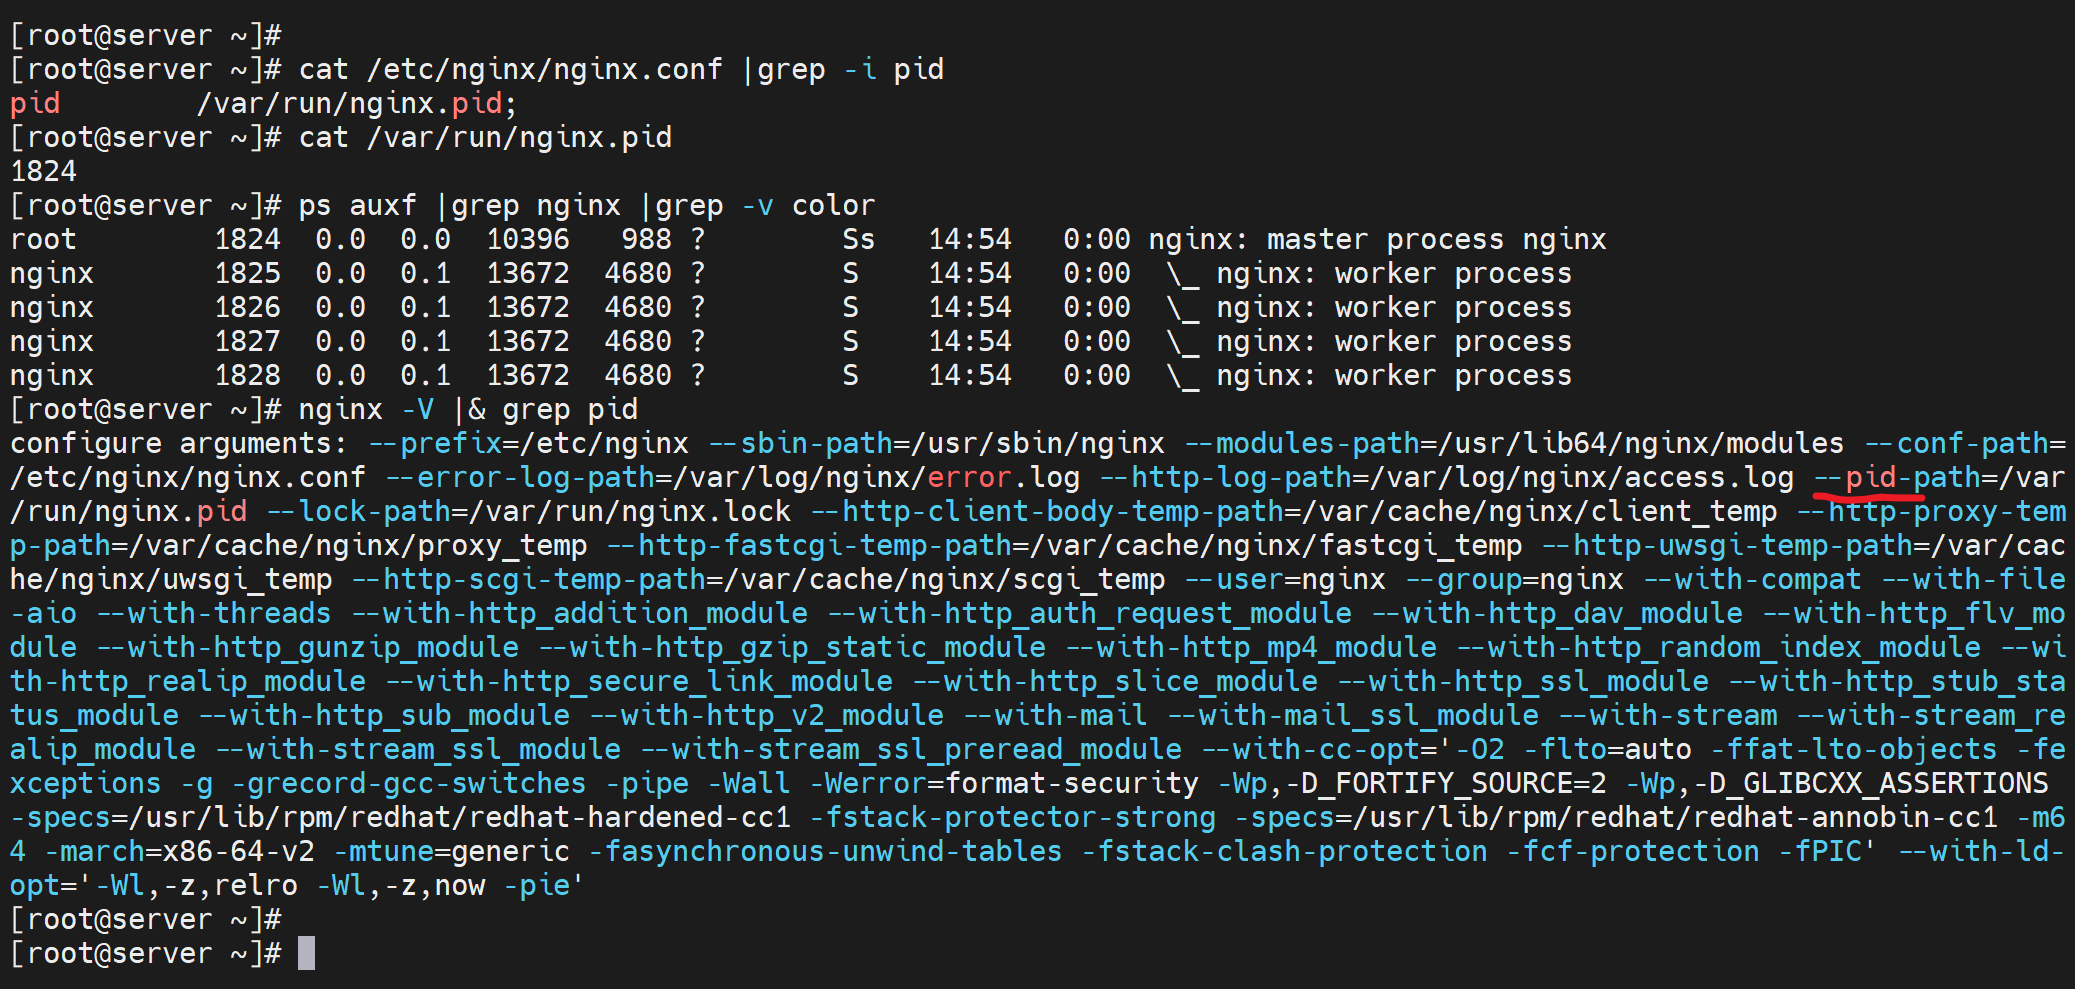 [root@server ~]#
[root@server ~]# cat /etc/nginx/nginx.conf |grep -i pid
pid        /var/run/nginx.pid;
[root@server ~]# cat /var/run/nginx.pid
1824
[root@server ~]# ps auxf |grep nginx |grep -v color
root        1824  0.0  0.0  10396   988 ?        Ss   14:54   0:00 nginx: master process nginx
nginx       1825  0.0  0.1  13672  4680 ?        S    14:54   0:00  \_ nginx: worker process
nginx       1826  0.0  0.1  13672  4680 ?        S    14:54   0:00  \_ nginx: worker process
nginx       1827  0.0  0.1  13672  4680 ?        S    14:54   0:00  \_ nginx: worker process
nginx       1828  0.0  0.1  13672  4680 ?        S    14:54   0:00  \_ nginx: worker process
[root@server ~]# nginx -V |& grep pid
configure arguments: --prefix=/etc/nginx --sbin-path=/usr/sbin/nginx --modules-path=/usr/lib64/nginx/modules --conf-path=
/etc/nginx/nginx.conf --error-log-path=/var/log/nginx/error.log --http-log-path=/var/log/nginx/access.log --pid-path=/var
/run/nginx.pid --lock-path=/var/run/nginx.lock --http-client-body-temp-path=/var/cache/nginx/client_temp --http-proxy-tem
p-path=/var/cache/nginx/proxy_temp --http-fastcgi-temp-path=/var/cache/nginx/fastcgi_temp --http-uwsgi-temp-path=/var/cac
he/nginx/uwsgi_temp --http-scgi-temp-path=/var/cache/nginx/scgi_temp --user=nginx --group=nginx --with-compat --with-file
-aio --with-threads --with-http_addition_module --with-http_auth_request_module --with-http_dav_module --with-http_flv_mo
dule --with-http_gunzip_module --with-http_gzip_static_module --with-http_mp4_module --with-http_random_index_module --wi
th-http_realip_module --with-http_secure_link_module --with-http_slice_module --with-http_ssl_module --with-http_stub_sta
tus_module --with-http_sub_module --with-http_v2_module --with-mail --with-mail_ssl_module --with-stream --with-stream_re
alip_module --with-stream_ssl_module --with-stream_ssl_preread_module --with-cc-opt='-O2 -flto=auto -ffat-lto-objects -fe
xceptions -g -grecord-gcc-switches -pipe -Wall -Werror=format-security -Wp,-D_FORTIFY_SOURCE=2 -Wp,-D_GLIBCXX_ASSERTIONS
-specs=/usr/lib/rpm/redhat/redhat-hardened-cc1 -fstack-protector-strong -specs=/usr/lib/rpm/redhat/redhat-annobin-cc1 -m6
4 -march=x86-64-v2 -mtune=generic -fasynchronous-unwind-tables -fstack-clash-protection -fcf-protection -fPIC' --with-ld-
opt='-Wl,-z,relro -Wl,-z,now -pie'
[root@server ~]#
[root@server ~]#